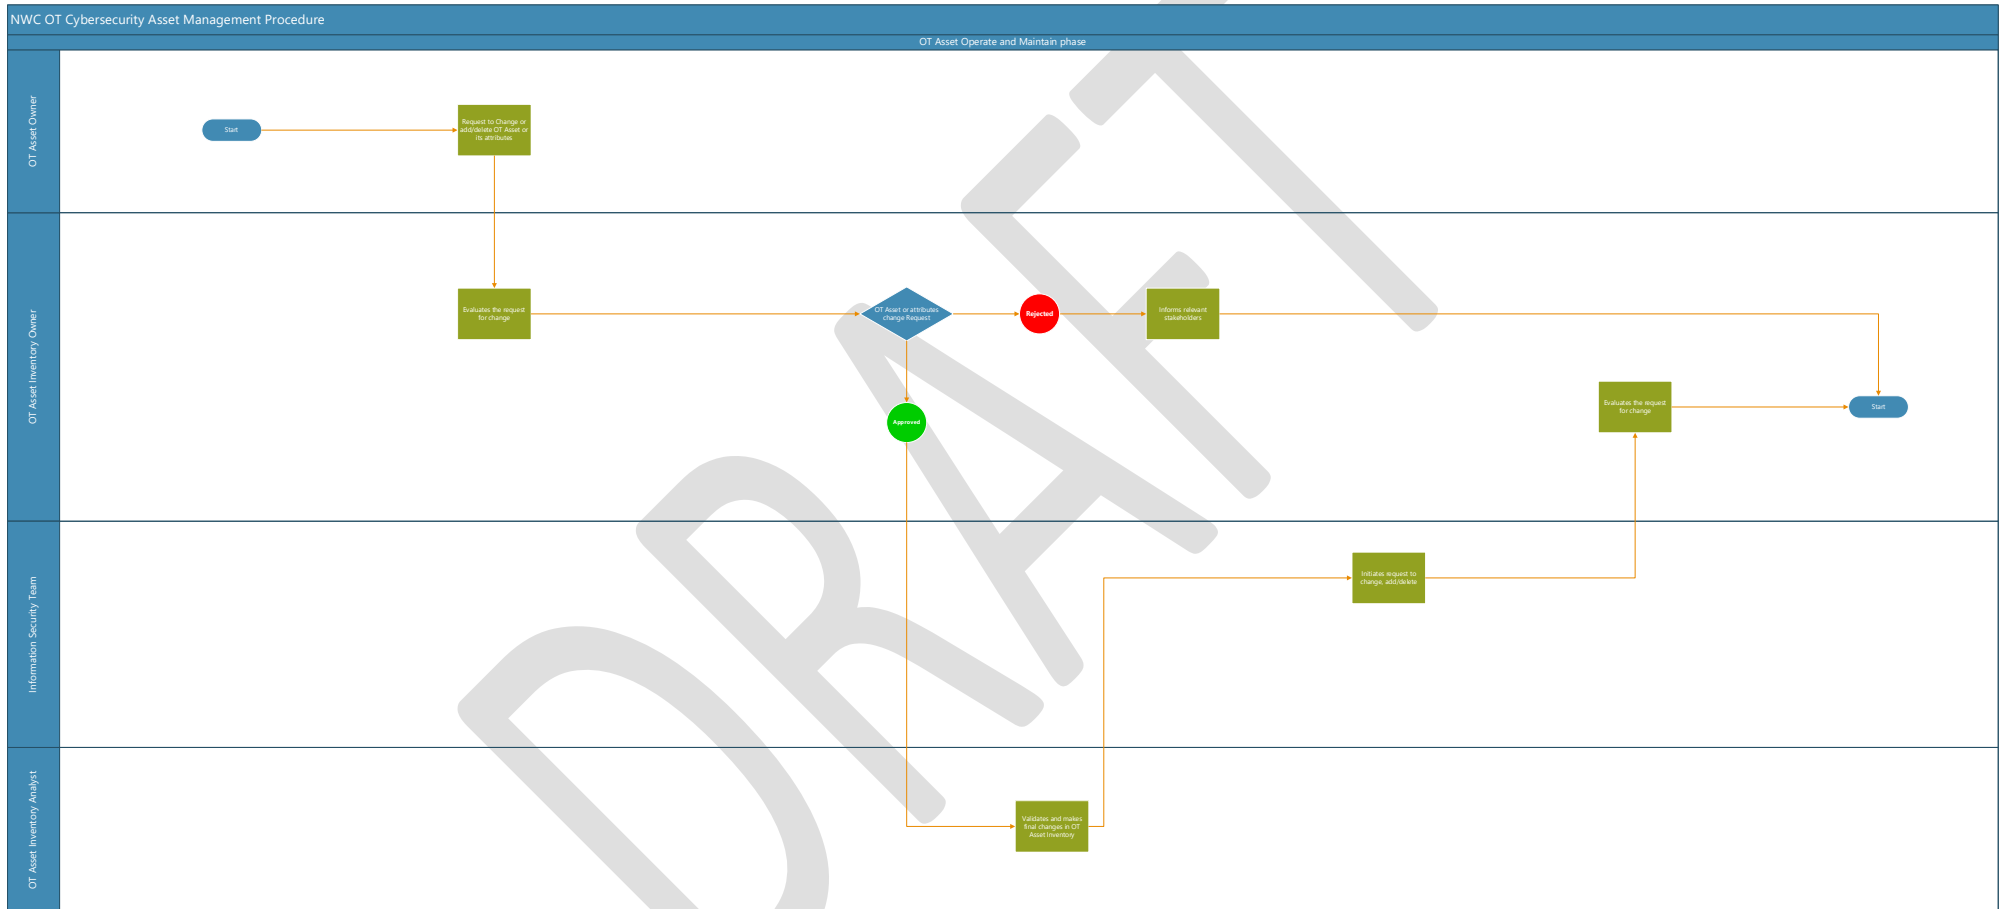 NWC OT Cybersecurity Asset Management Procedure
OT Asset Operate and Maintain phase
OT Asset Owner
Start
Request to Change or
add/delete OT Asset or
its attributes
OT Asset Inventory Owner
Evaluates the request
for change
OT Asset or attributes
change Request
Rejected
Informs relevant
stakeholders
Approved
Evaluates the request
for change
Start
Information Security Team
Initiates request to
change, add/delete
OT Asset Inventory Analyst
Validates and makes
final changes in OT
Asset Inventory
DRAFT